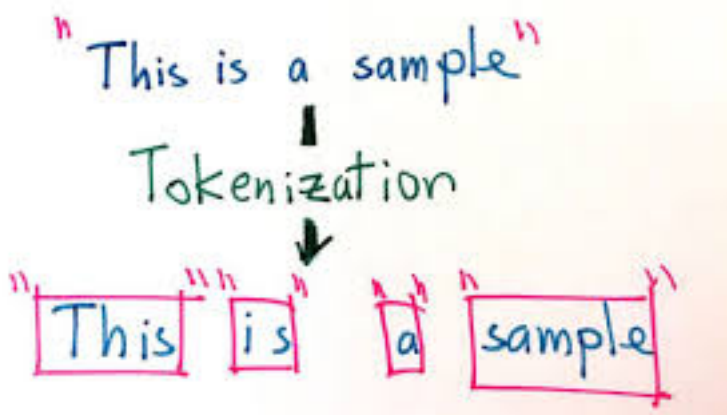 "This is a sample"
Tokenization
"This" "is" "a" "sample"